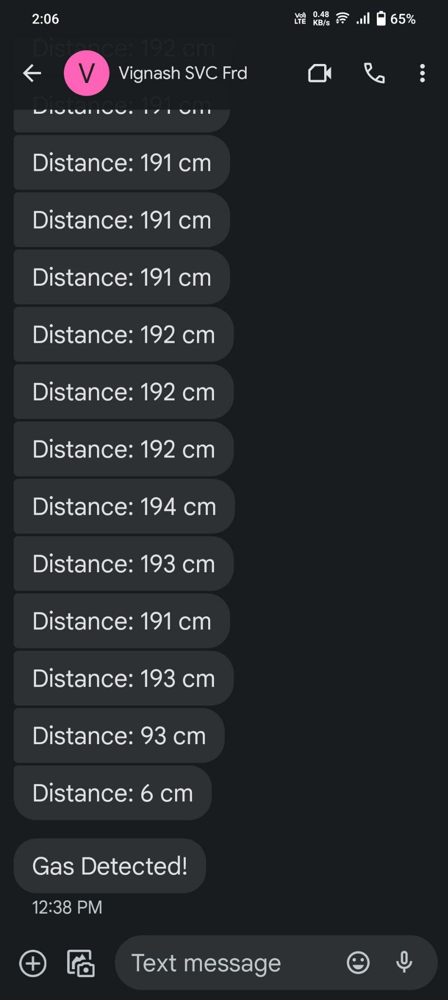 2:06
Vo)) LTE
0.48 KB/s
65%
Distance: 192 cm
V
Vignash SVC Frd
Distance: 191 cm
Distance: 191 cm
Distance: 191 cm
Distance: 191 cm
Distance: 192 cm
Distance: 192 cm
Distance: 192 cm
Distance: 194 cm
Distance: 193 cm
Distance: 191 cm
Distance: 193 cm
Distance: 93 cm
Distance: 6 cm
Gas Detected!
12:38 PM
Text message